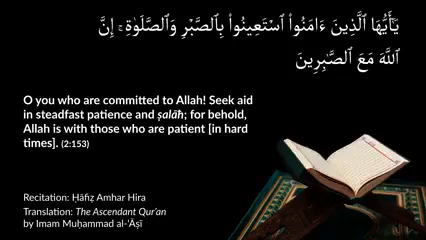 يَـٰٓأَيُّهَا ٱلَّذِينَ ءَامَنُوا۟ ٱسْتَعِينُوا۟ بِٱلصَّبْرِ وَٱلصَّلَوٰةِ ۚ إِنَّ
ٱللَّهَ مَعَ ٱلصَّـٰبِرِينَ
O you who are committed to Allah! Seek aid
in steadfast patience and ṣalāħ; for behold,
Allah is with those who are patient [in hard
times]. (2:153)
Recitation: Ḥāfiẓ Amhar Hira
Translation: The Ascendant Qur’an
by Imam Muḥammad al-‘Āṣī